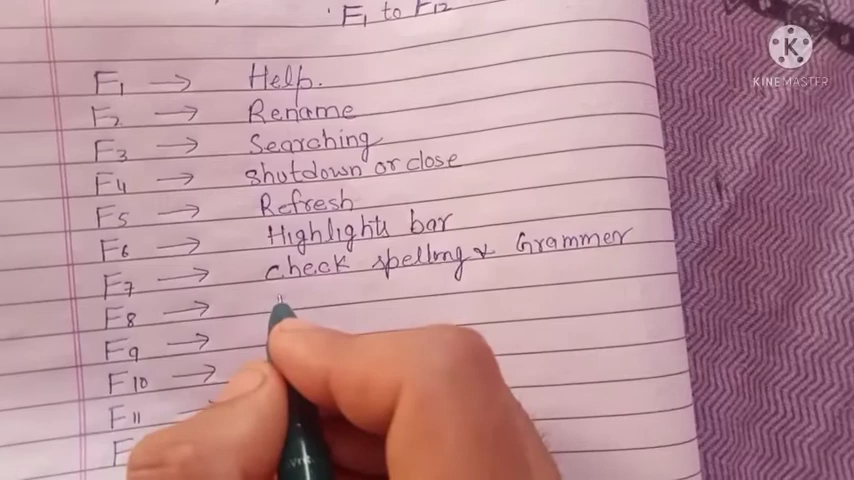 F1 to F12
F1 → Help.
F2 → Rename
F3 → Searching
F4 → shutdown or close
F5 → Refresh
F6 → Highlights bar
F7 → check spelling & Grammer
F8 →
F9 →
F10 →
F11 →
F
KINEMASTER